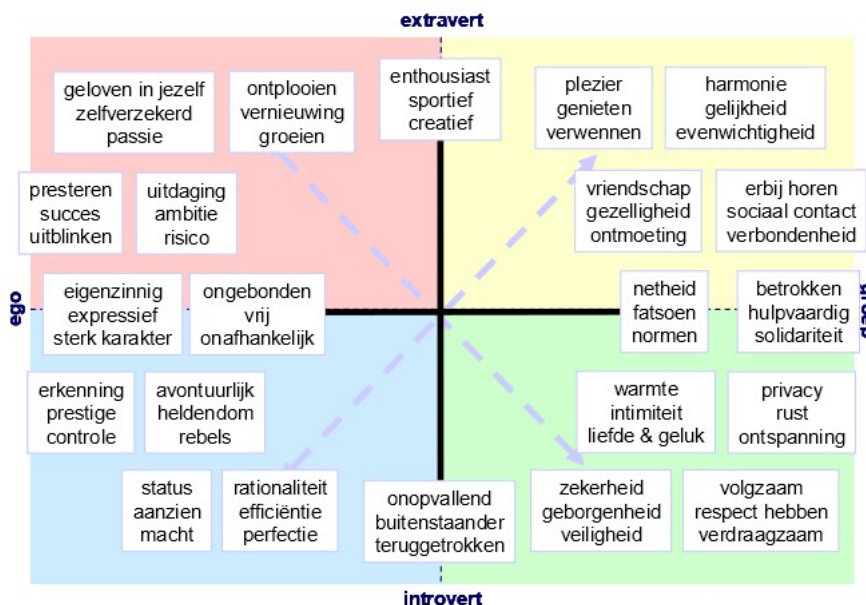 extravert
geloven in jezelf
zelfverzekerd
passie
ontplooien
vernieuwing
groeien
enthousiast
sportief
creatief
plezier
genieten
verwennen
harmonie
gelijkheid
evenwichtigheid
presteren
succes
uitblinken
uitdaging
ambitie
risico
vriendschap
gezelligheid
ontmoeting
erbij horen
sociaal contact
verbondenheid
ego
eigenzinnig
expressief
sterk karakter
ongebonden
vrij
onafhankelijk
netheid
fatsoen
normen
betrokken
hulpvaardig
solidariteit
groep
erkenning
prestige
controle
avontuurlijk
heldendom
rebels
warmte
intimiteit
liefde & geluk
privacy
rust
ontspanning
status
aanzien
macht
rationaliteit
efficiëntie
perfectie
onopvallend
buitenstaander
teruggetrokken
zekerheid
geborgenheid
veiligheid
volgzaam
respect hebben
verdraagzaam
introvert